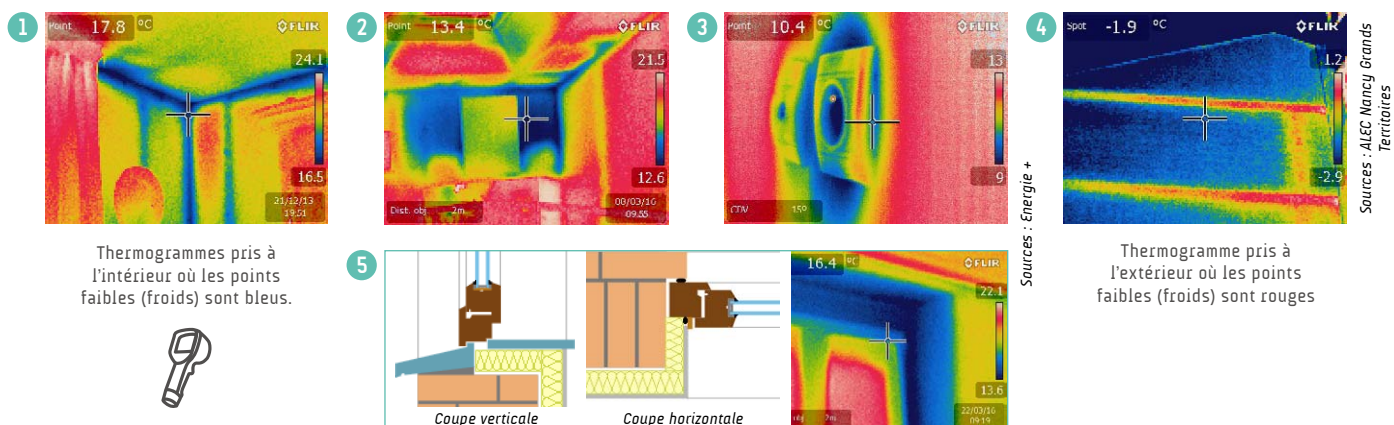 1
Point 17.8 °C
FLIR
24.1
16.5
21/12/13
19:51
2
Point 13.4 °C
FLIR
21.5
12.6
Dist. obj. 2m
08/03/16
09:55
3
Point 10.4 °C
FLIR
13
9
CDV 15°
Sources : Energie +
4
Spot -1.9 °C
FLIR
1.2
-2.9
Sources : ALEC Nancy Grands
Territoires
Thermogrammes pris à
l'intérieur où les points
faibles (froids) sont bleus.
5
Coupe verticale
Coupe horizontale
16.4 °C
FLIR
22.1
13.6
2m
22/03/16
09:19
Thermogramme pris à
l'extérieur où les points
faibles (froids) sont rouges